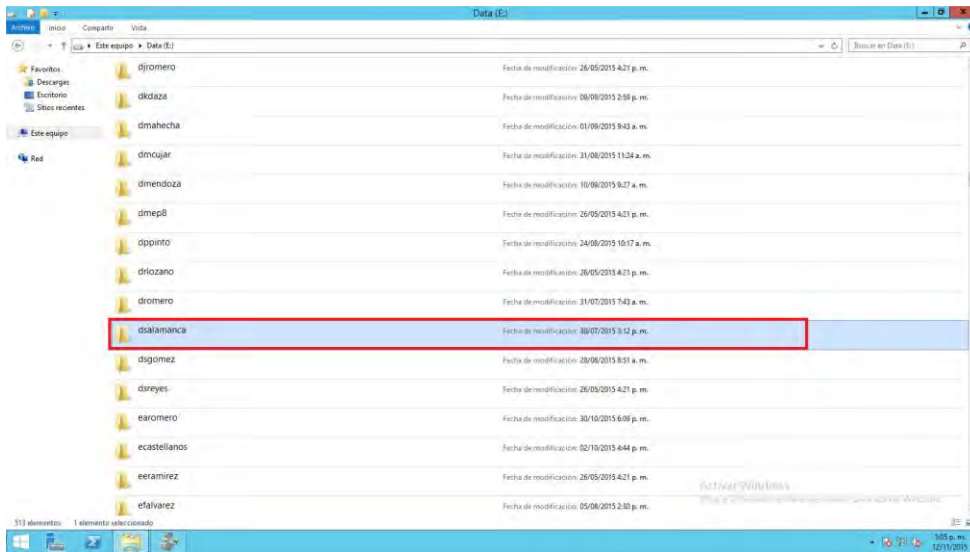 Data (E:)
Archivo Inicio Compartir Vista
Este equipo Data (E:)
Buscar en Data (E:)
Favoritos
Descargas
Escritorio
Sitios recientes
Este equipo
Red
djromero Fecha de modificación: 26/05/2015 4:21 p. m.
dkdaza Fecha de modificación: 09/09/2015 2:59 p. m.
dmahecha Fecha de modificación: 01/09/2015 9:43 a. m.
dmcujar Fecha de modificación: 31/08/2015 11:24 a. m.
dmendoza Fecha de modificación: 10/09/2015 9:27 a. m.
dmep8 Fecha de modificación: 26/05/2015 4:21 p. m.
dppinto Fecha de modificación: 24/08/2015 10:17 a. m.
drlozano Fecha de modificación: 26/05/2015 4:21 p. m.
dromero Fecha de modificación: 31/07/2015 7:43 a. m.
dsalamanca Fecha de modificación: 30/07/2015 3:12 p. m.
dsgomez Fecha de modificación: 28/08/2015 8:51 a. m.
dsreyes Fecha de modificación: 26/05/2015 4:21 p. m.
earomero Fecha de modificación: 30/10/2015 6:09 p. m.
ecastellanos Fecha de modificación: 02/10/2015 4:44 p. m.
eeramirez Fecha de modificación: 26/05/2015 4:21 p. m.
efalvarez Fecha de modificación: 05/08/2015 2:30 p. m.
Activar Windows
513 elementos 1 elemento seleccionado
1:05 p. m.
12/11/2015